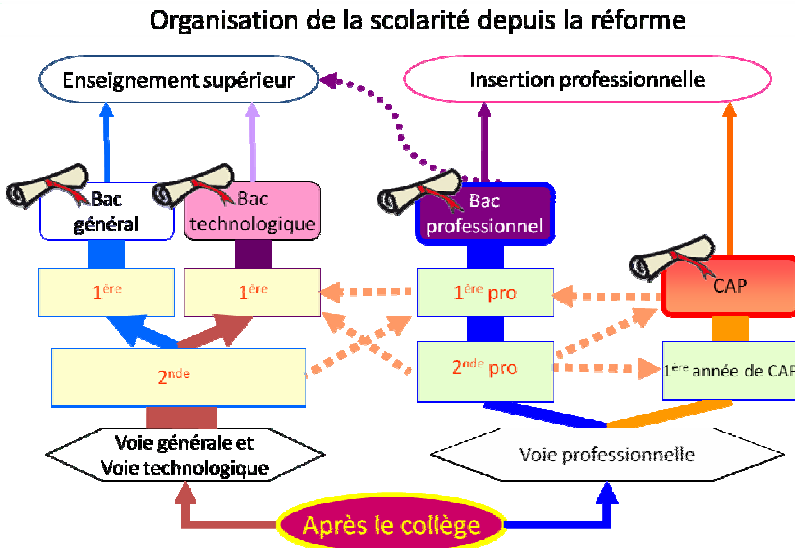 Organisation de la scolarité depuis la réforme
Enseignement supérieur
Insertion professionnelle
Bac
général
Bac
technologique
Bac
professionnel
CAP
1ère
1ère
1ère pro
2nde
2nde pro
1ère année de CAP
Voie générale et
Voie technologique
Voie professionnelle
Après le collège